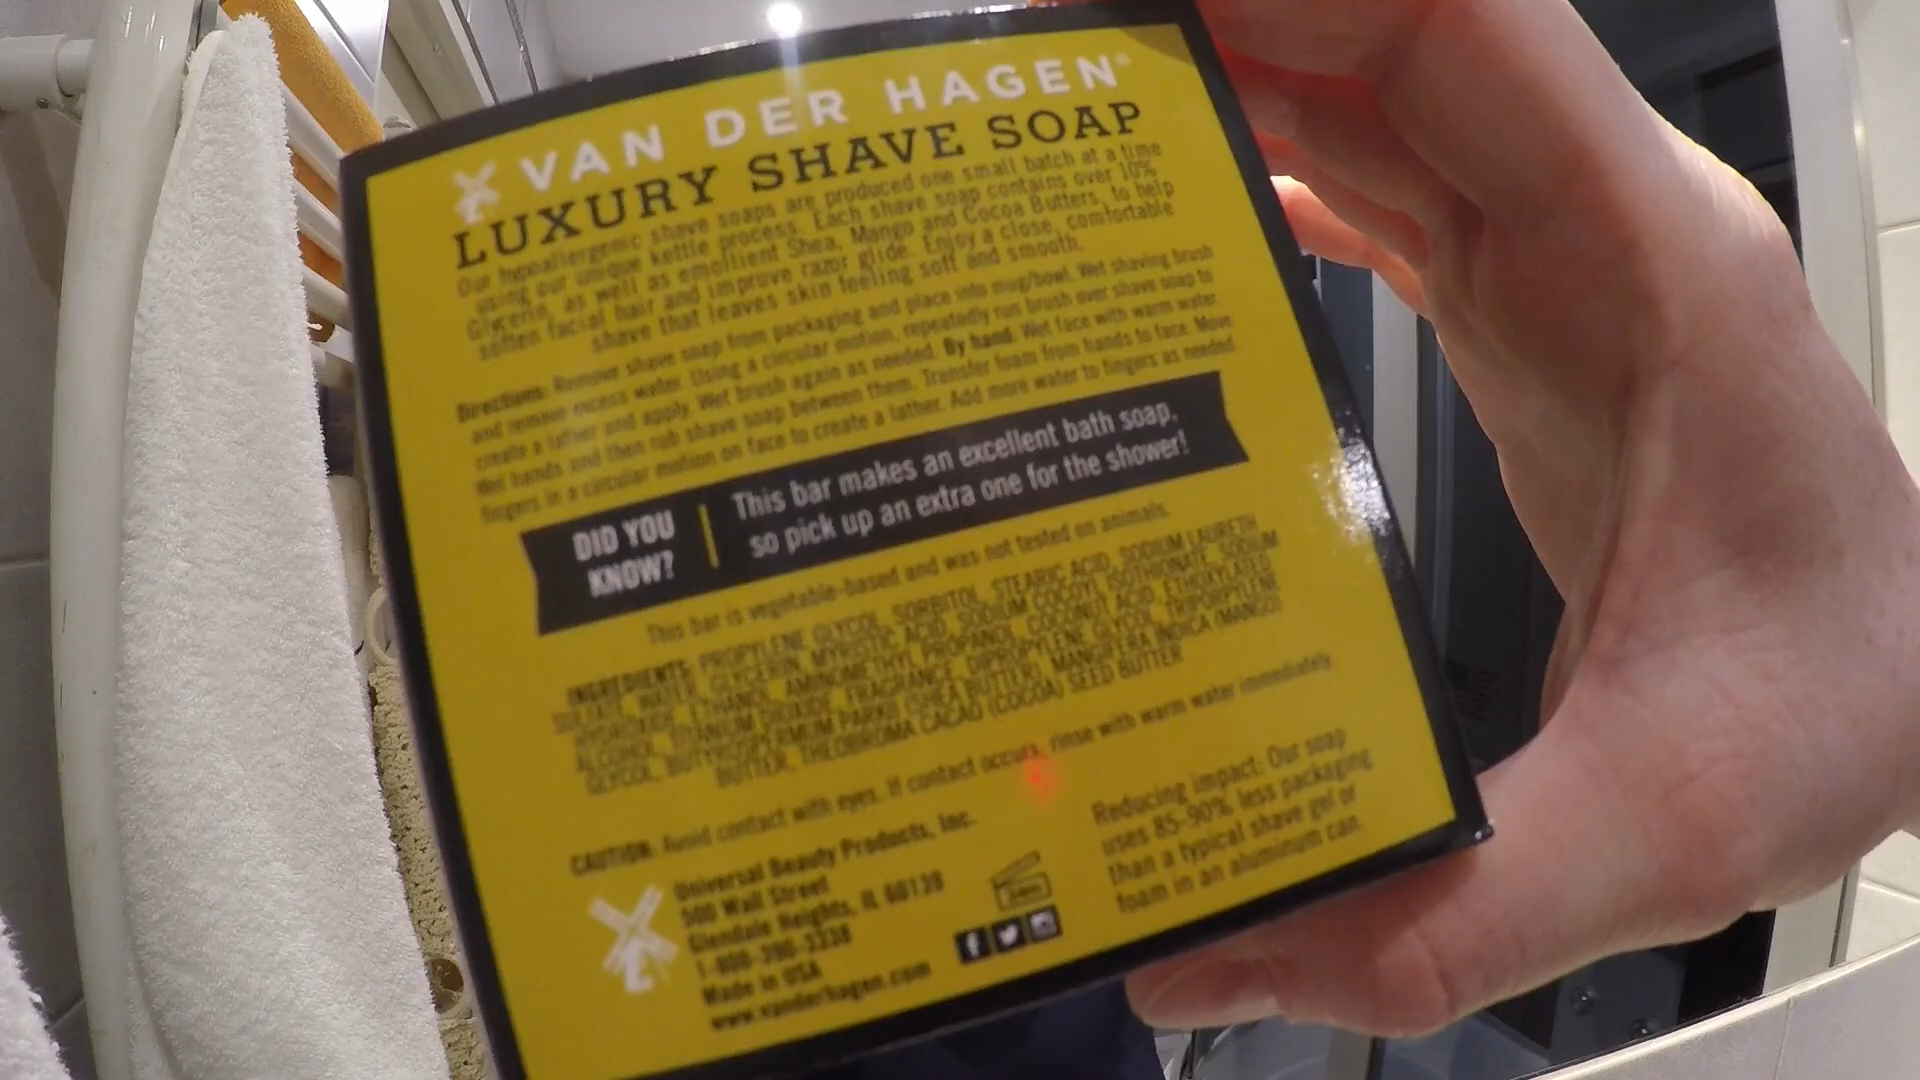 VAN DER HAGEN®
LUXURY SHAVE SOAP
Our hypoallergenic shave soaps are produced one small batch at a time
using our unique kettle process. Each shave soap contains over 10%
Glycerin, as well as emollient Shea, Mango and Cocoa Butters, to help
soften facial hair and improve razor glide. Enjoy a close, comfortable
shave that leaves skin feeling soft and smooth.
Directions: Remove shave soap from packaging and place into mug/bowl. Wet shaving brush
and remove excess water. Using a circular motion, repeatedly run brush over shave soap to
create a lather and apply. Wet brush again as needed. By hand: Wet face with warm water.
Wet hands and then rub shave soap between them. Transfer foam from hands to face. Move
fingers in a circular motion on face to create a lather. Add more water to fingers as needed.
DID YOU
KNOW?
This bar makes an excellent bath soap,
so pick up an extra one for the shower!
This bar is vegetable-based and was not tested on animals.
INGREDIENTS: PROPYLENE GLYCOL, SORBITOL, STEARIC ACID, SODIUM LAURETH
SULFATE, WATER, GLYCERIN, MYRISTIC ACID, SODIUM COCOYL ISOTHIONATE, SODIUM
HYDROXIDE, ETHANOL, AMINOMETHYL PROPANOL, COCONUT ACID, ETHOXYLATED
ALCOHOL, TITANIUM DIOXIDE, FRAGRANCE, DIPROPYLENE GLYCOL, TRIPOPYLENE
GLYCOL, BUTYROSPERMUM PARKII (SHEA BUTTER), MANGIFERA INDICA (MANGO)
BUTTER, THEOBROMA CACAO (COCOA) SEED BUTTER
CAUTION: Avoid contact with eyes. If contact occurs, rinse with warm water immediately.
Universal Beauty Products, Inc.
500 Wall Street
Glendale Heights, IL 60139
Made in USA
www.vanderhagen.com
Reducing impact: Our soap
uses 85-90% less packaging
than a typical shave gel or
foam in an aluminum can.